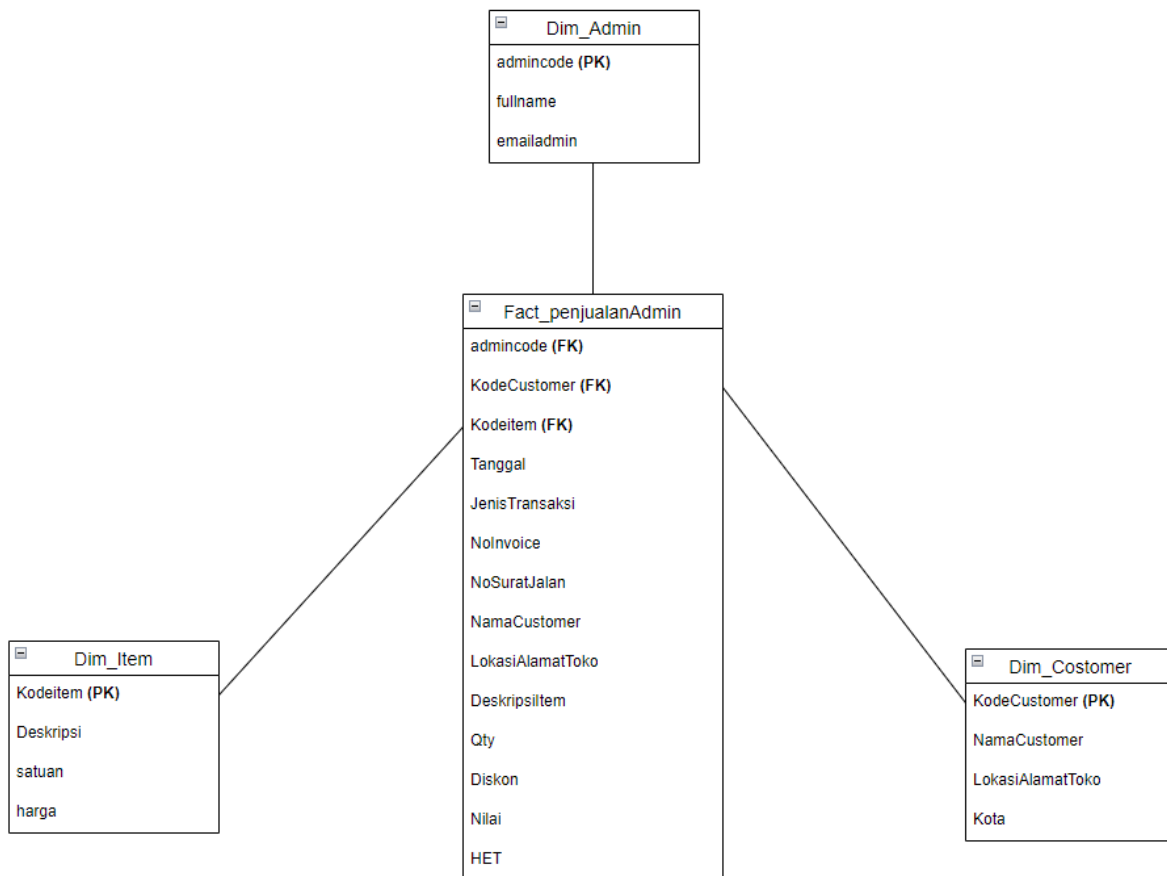 Dim_Admin
admincode (PK)
fullname
emailadmin
Fact_penjualanAdmin
admincode (FK)
KodeCustomer (FK)
Kodeitem (FK)
Tanggal
JenisTransaksi
NoInvoice
NoSuratJalan
NamaCustomer
LokasiAlamatToko
DeskripsiItem
Qty
Diskon
Nilai
HET
Dim_Item
Kodeitem (PK)
Deskripsi
satuan
harga
Dim_Costomer
KodeCustomer (PK)
NamaCustomer
LokasiAlamatToko
Kota